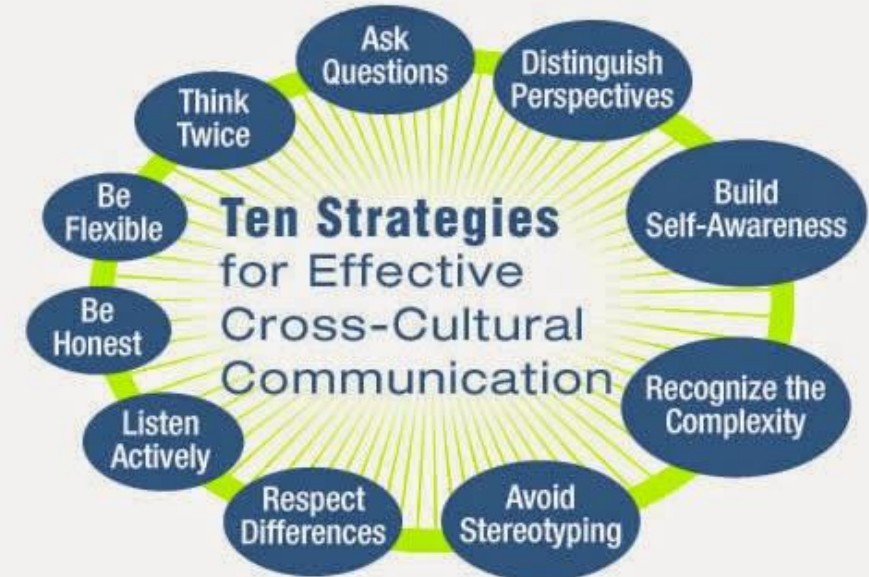 Ten Strategies
for Effective
Cross-Cultural
Communication
Ask
Questions
Distinguish
Perspectives
Build
Self-Awareness
Recognize the
Complexity
Avoid
Stereotyping
Respect
Differences
Listen
Actively
Be
Honest
Be
Flexible
Think
Twice